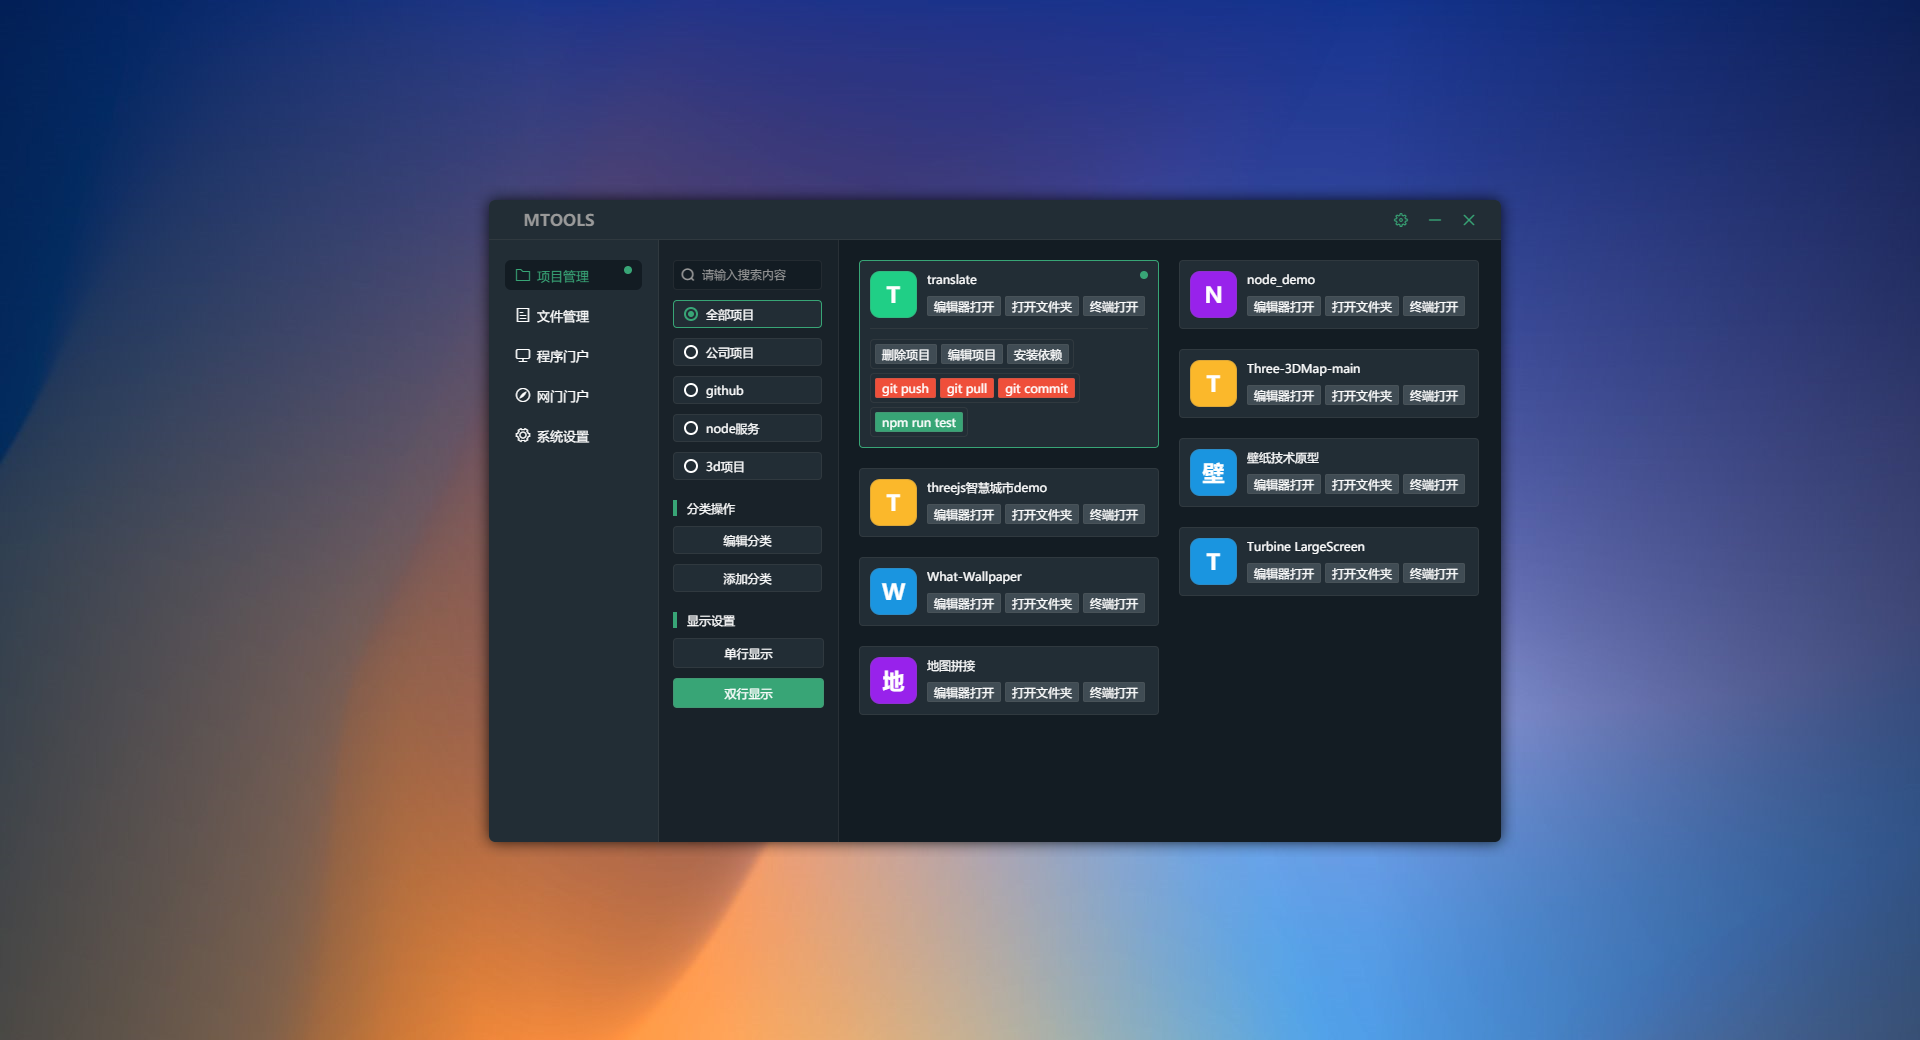 MTOOLS
项目管理
文件管理
程序门户
网门门户
系统设置
请输入搜索内容
全部项目
公司项目
github
node服务
3d项目
分类操作
编辑分类
添加分类
显示设置
单行显示
双行显示
T
translate
编辑器打开 打开文件夹 终端打开
删除项目 编辑项目 安装依赖
git push git pull git commit
npm run test
T
threejs智慧城市demo
编辑器打开 打开文件夹 终端打开
W
What-Wallpaper
编辑器打开 打开文件夹 终端打开
地
地图拼接
编辑器打开 打开文件夹 终端打开
N
node_demo
编辑器打开 打开文件夹 终端打开
T
Three-3DMap-main
编辑器打开 打开文件夹 终端打开
壁
壁纸技术原型
编辑器打开 打开文件夹 终端打开
T
Turbine LargeScreen
编辑器打开 打开文件夹 终端打开